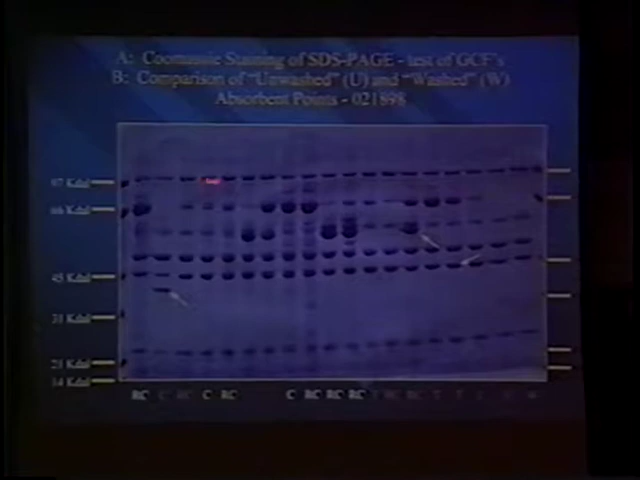 A: Coomassie Staining of SDS-PAGE - test of GCF's
B: Comparison of "Unwashed" (U) and "Washed" (W)
Absorbent Points - 021898
97 Kdal
66 Kdal
45 Kdal
31 Kdal
21 Kdal
14 Kdal
RC C RC C RC C RC RC RC